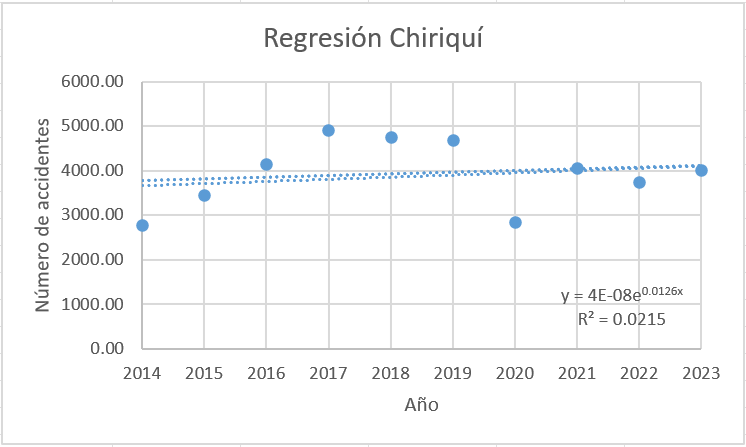 Regresión Chiriquí
6000.00
5000.00
4000.00
3000.00
2000.00
1000.00
0.00
Número de accidentes
y = 4E-08e^0.0126x
R² = 0.0215
2014 2015 2016 2017 2018 2019 2020 2021 2022 2023
Año